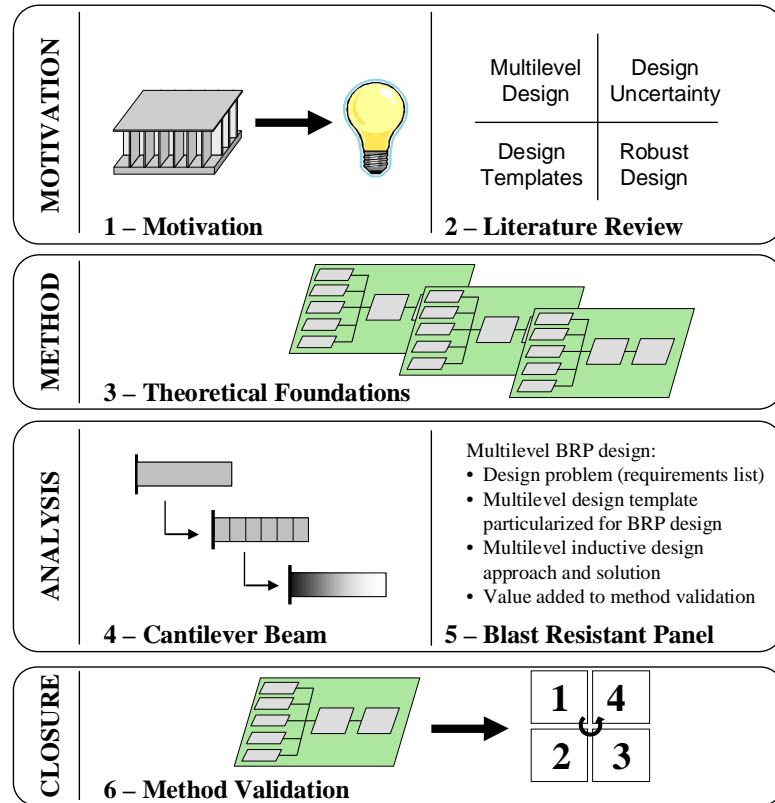 MOTIVATION
Multilevel
Design
Design
Uncertainty
Design
Templates
Robust
Design
1 – Motivation
2 – Literature Review
METHOD
3 – Theoretical Foundations
ANALYSIS
4 – Cantilever Beam
Multilevel BRP design:
• Design problem (requirements list)
• Multilevel design template
particularized for BRP design
• Multilevel inductive design
approach and solution
• Value added to method validation
5 – Blast Resistant Panel
CLOSURE
6 – Method Validation
1 4
2 3